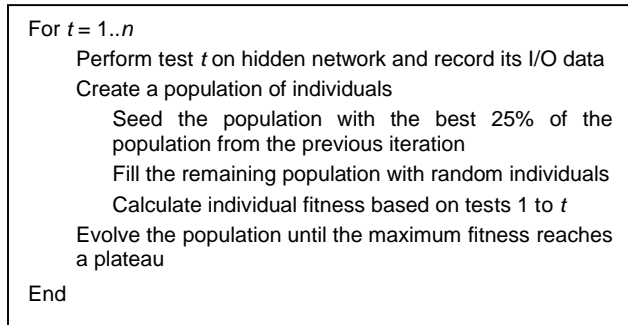 For t = 1..n
Perform test t on hidden network and record its I/O data
Create a population of individuals
Seed the population with the best 25% of the
population from the previous iteration
Fill the remaining population with random individuals
Calculate individual fitness based on tests 1 to t
Evolve the population until the maximum fitness reaches
a plateau
End